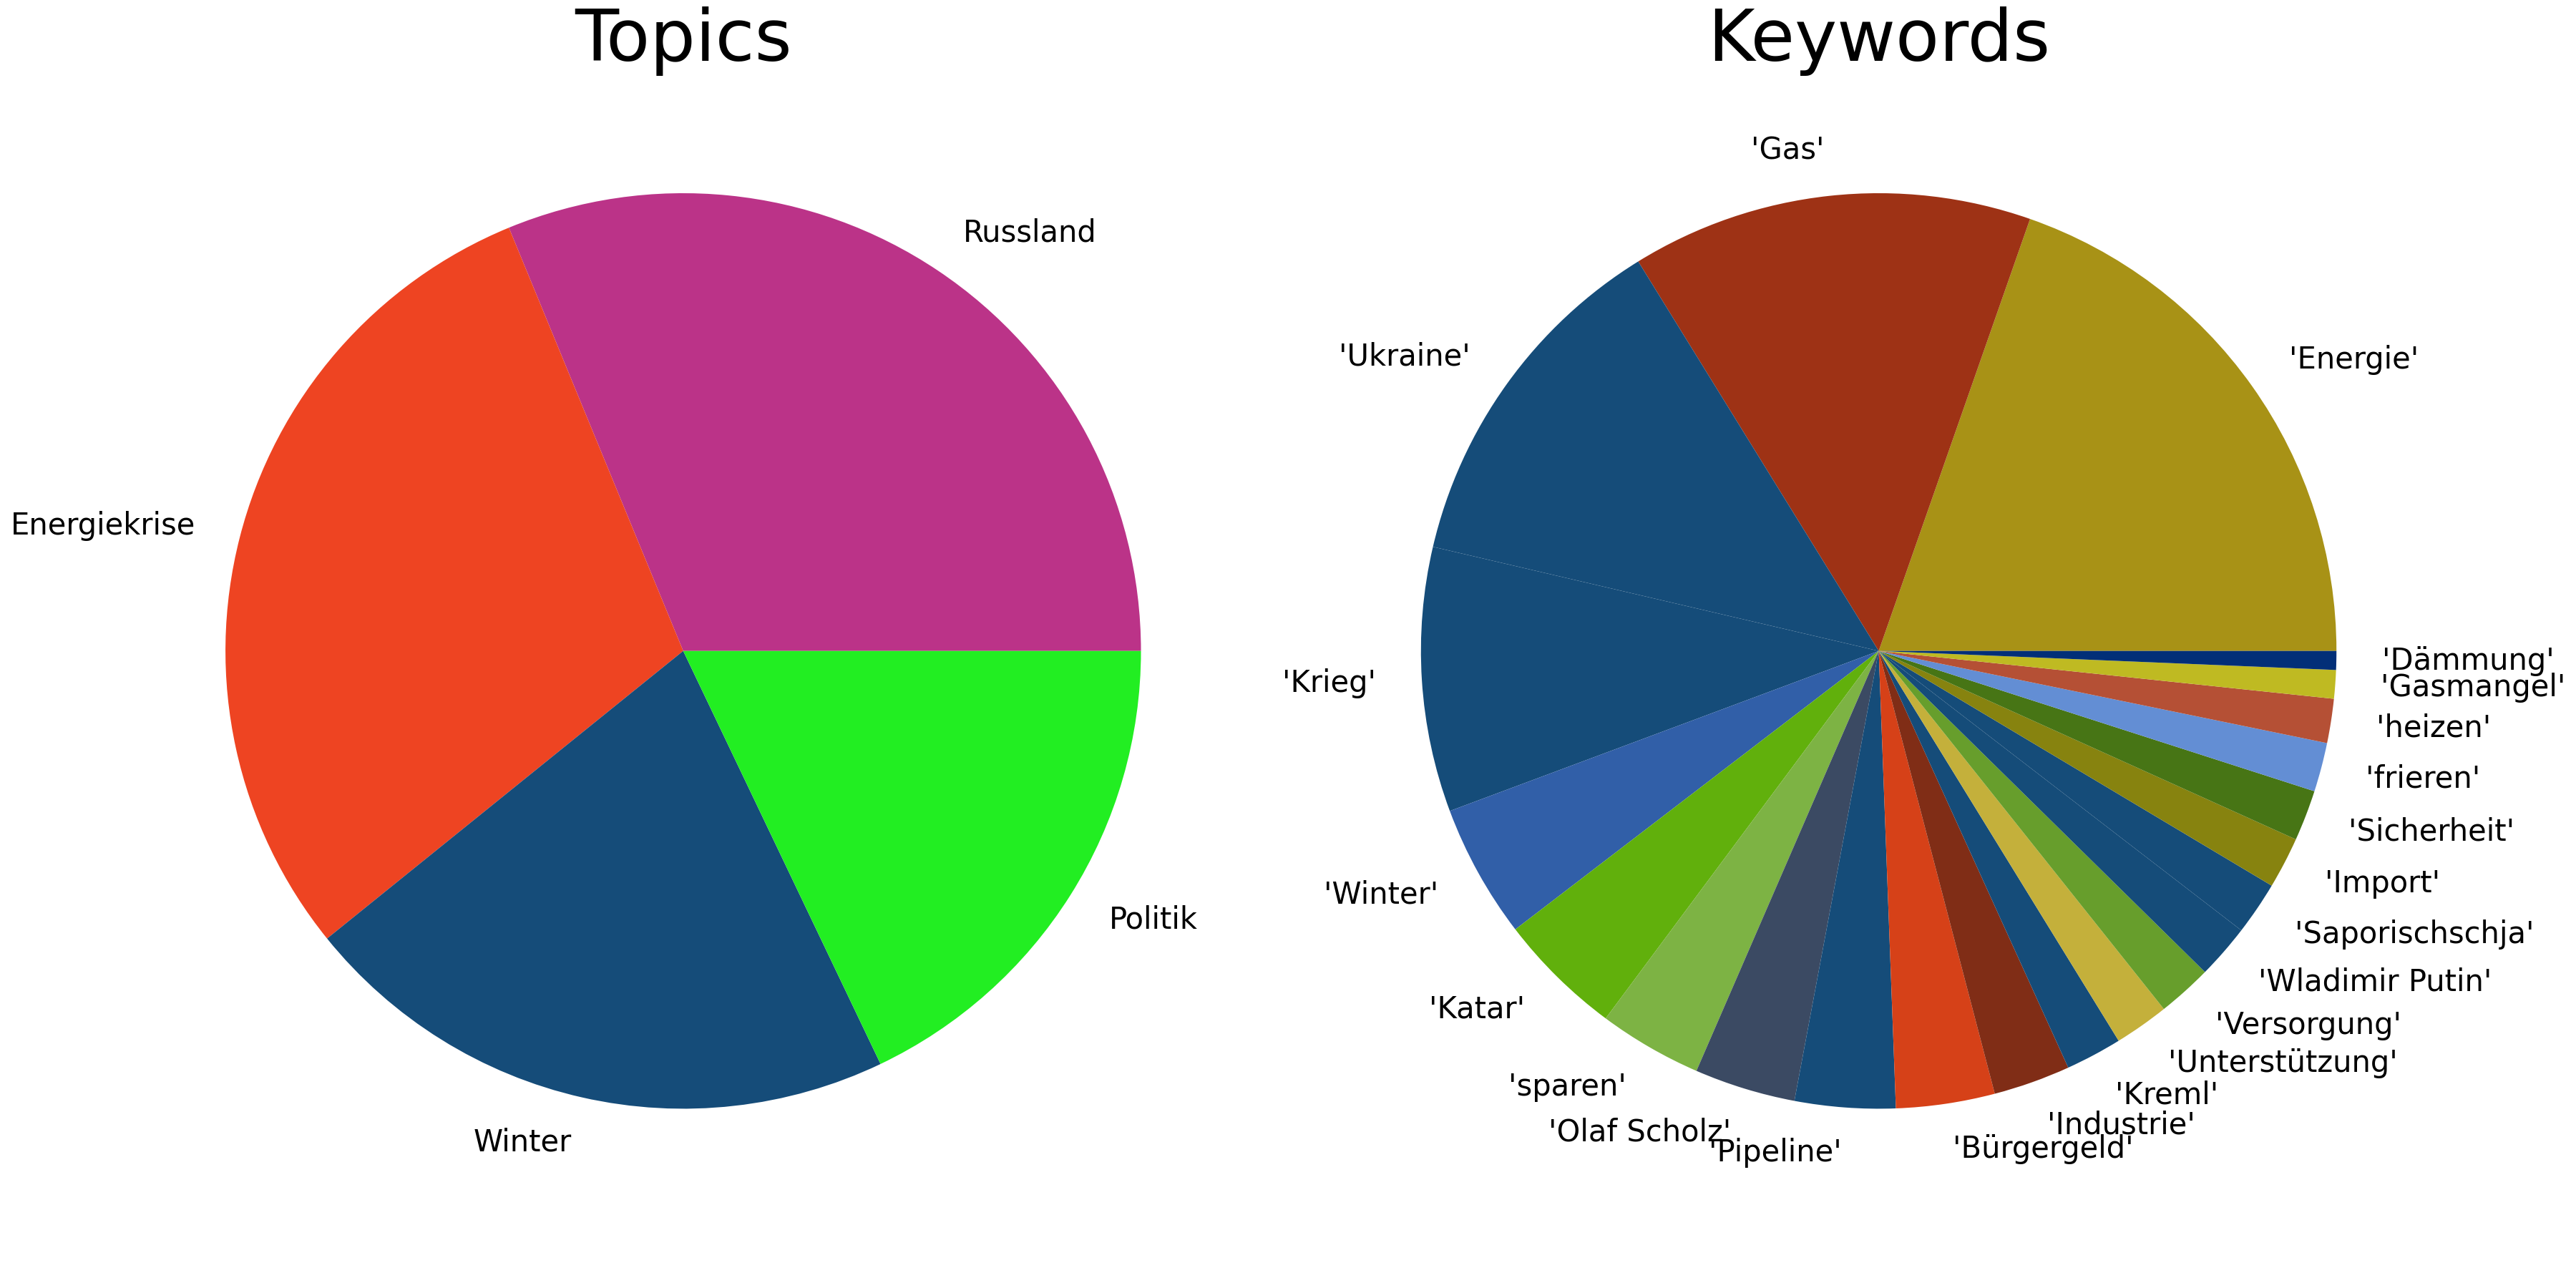 Topics
Russland
Energiekrise
Politik
Winter
Keywords
'Gas'
'Ukraine'
'Energie'
'Krieg'
'Dämmung'
'Gasmangel'
'heizen'
'frieren'
'Sicherheit'
'Import'
'Winter'
'Saporischschja'
'Wladimir Putin'
'Katar'
'Versorgung'
'Unterstützung'
'sparen'
'Kreml'
'Industrie'
'Olaf Scholz'
'Bürgergeld'
'Pipeline'